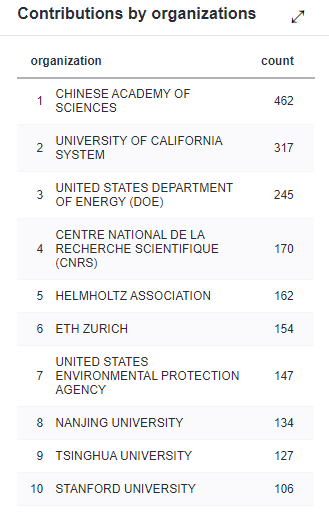 Contributions by organizations
organization count
1 CHINESE ACADEMY OF
SCIENCES 462
2 UNIVERSITY OF CALIFORNIA
SYSTEM 317
3 UNITED STATES DEPARTMENT
OF ENERGY (DOE) 245
4 CENTRE NATIONAL DE LA
RECHERCHE SCIENTIFIQUE
(CNRS) 170
5 HELMHOLTZ ASSOCIATION 162
6 ETH ZURICH 154
7 UNITED STATES
ENVIRONMENTAL PROTECTION
AGENCY 147
8 NANJING UNIVERSITY 134
9 TSINGHUA UNIVERSITY 127
10 STANFORD UNIVERSITY 106